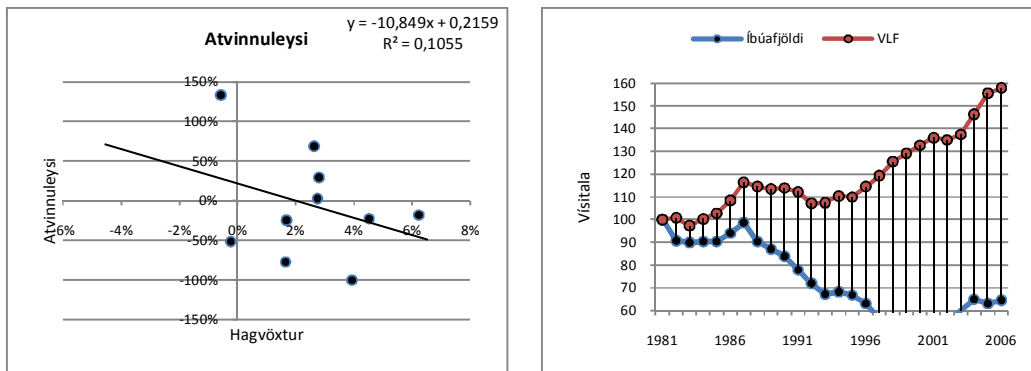 y = -10,849x + 0,2159
R² = 0,1055
Atvinnuleysi
150%
100%
50%
0%
-50%
-100%
-150%
-6% -4% -2% 0% 2% 4% 6% 8%
Atvinnuleysi
Hagvöxtur
Íbúafjöldi VLF
160
150
140
130
120
110
100
90
80
70
60
Vísitala
1981 1986 1991 1996 2001 2006